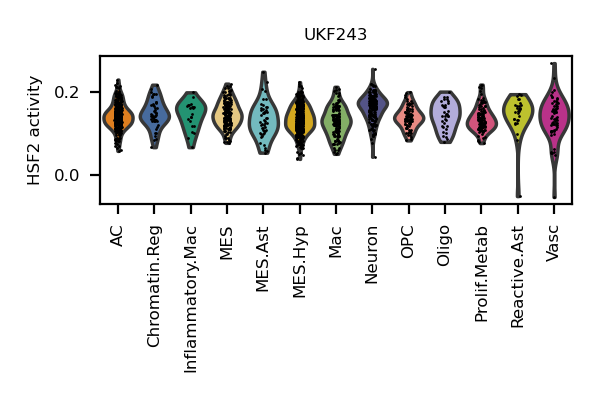 UKF243
HSF2 activity
0.2
0.0
AC
Chromatin.Reg
Inflammatory.Mac
MES
MES.Ast
MES.Hyp
Mac
Neuron
OPC
Oligo
Prolif.Metab
Reactive.Ast
Vasc